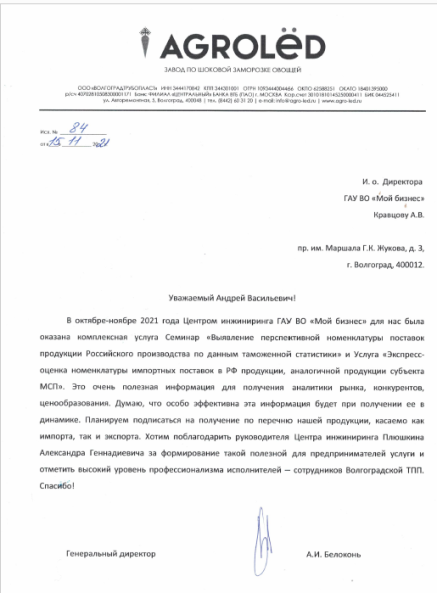 AGROLЁD
ЗАВОД ПО ШОКОВОЙ ЗАМОРОЗКЕ ОВОЩЕЙ
ООО «ВОЛГОГРАДТРУБОПЛАСТ» ИНН 3444170042 КПП 344301001 ОГРН 1093444004466 ОКПО 62588251 ОКАТО 18401395000
р/сч 40702810508500001171 Банк: ФИЛИАЛ «ЦЕНТРАЛЬНЫЙ» БАНКА ВТБ (ПАО) г. МОСКВА Кор.счет 30101810145250000411 БИК 044525411
ул. Авторемонтная, 5, Волгоград, 400048 | тел. (8442) 60 31 20 | e-mail: info@agro-led.ru | www.agro-led.ru
Исх. № 84
от «15 11 2021
И. о. Директора
ГАУ ВО «Мой бизнес»
Кравцову А.В.
пр. им. Маршала Г.К. Жукова, д. 3,
г. Волгоград, 400012.
Уважаемый Андрей Васильевич!
В октябре-ноябре 2021 года Центром инжиниринга ГАУ ВО «Мой бизнес» для нас была
оказана комплексная услуга Семинар «Выявление перспективной номенклатуры поставок
продукции Российского производства по данным таможенной статистики» и Услуга «Экспресс-
оценка номенклатуры импортных поставок в РФ продукции, аналогичной продукции субъекта
МСП». Это очень полезная информация для получения аналитики рынка, конкурентов,
ценообразования. Думаю, что особо эффективна эта информация будет при получении ее в
динамике. Планируем подписаться на получение по перечню нашей продукции, касаемо как
импорта, так и экспорта. Хотим поблагодарить руководителя Центра инжиниринга Плюшкина
Александра Геннадиевича за формирование такой полезной для предпринимателей услуги и
отметить высокий уровень профессионализма исполнителей – сотрудников Волгоградской ТПП.
Спасибо!
Генеральный директор А.И. Белоконь